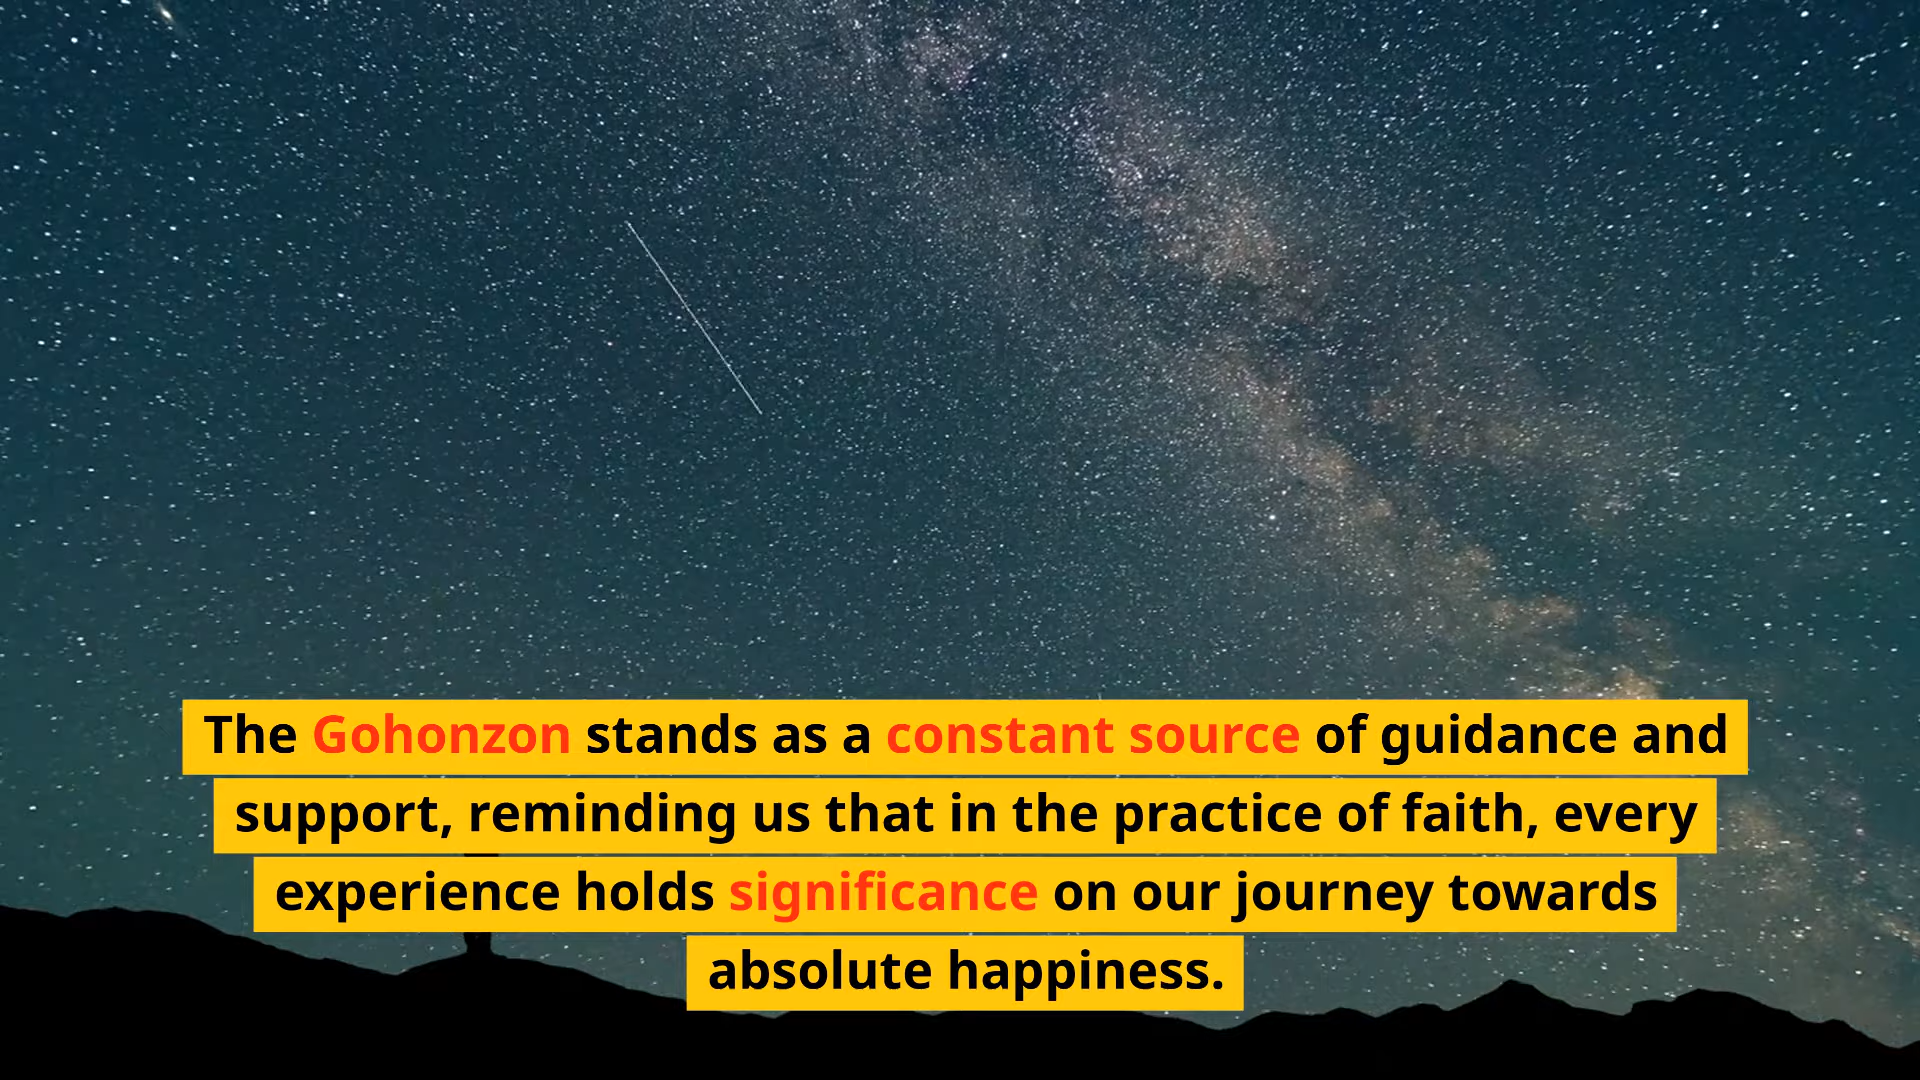 The Gohonzon stands as a constant source of guidance and
support, reminding us that in the practice of faith, every
experience holds significance on our journey towards
absolute happiness.